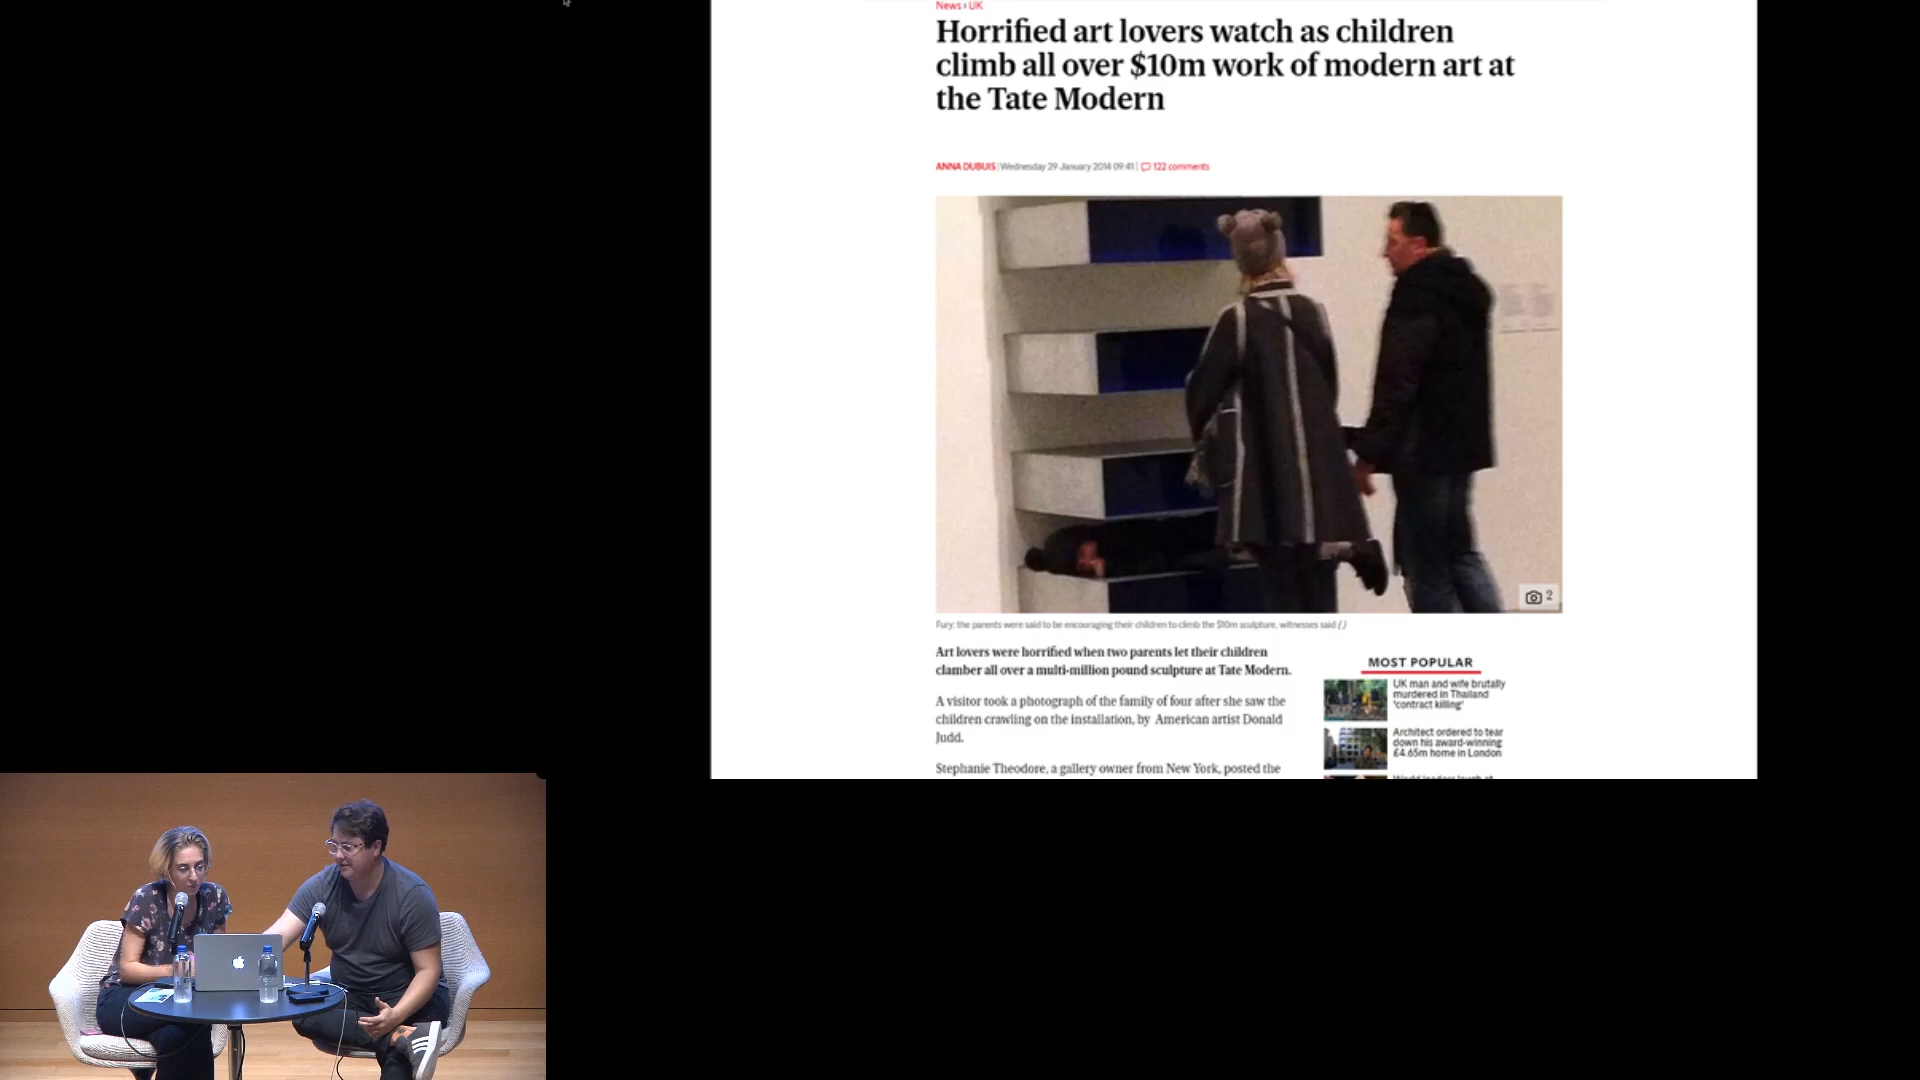 News › UK
Horrified art lovers watch as children
climb all over $10m work of modern art at
the Tate Modern
ANNA DUBUIS | Wednesday 29 January 2014 09:41 | 122 comments
2
Fury: the parents were said to be encouraging their children to climb the $10m sculpture, witnesses said ( )
Art lovers were horrified when two parents let their children
clamber all over a multi-million pound sculpture at Tate Modern.
A visitor took a photograph of the family of four after she saw the
children crawling on the installation, by American artist Donald
Judd.
Stephanie Theodore, a gallery owner from New York, posted the
MOST POPULAR
UK man and wife brutally
murdered in Thailand
'contract killing'
Architect ordered to tear
down his award-winning
£4.65m home in London